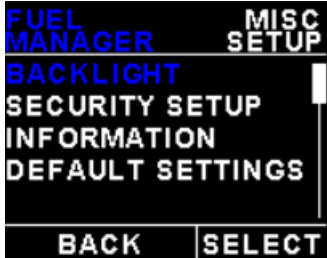 FUEL MISC
MANAGER SETUP
BACKLIGHT
SECURITY SETUP
INFORMATION
DEFAULT SETTINGS
BACK SELECT